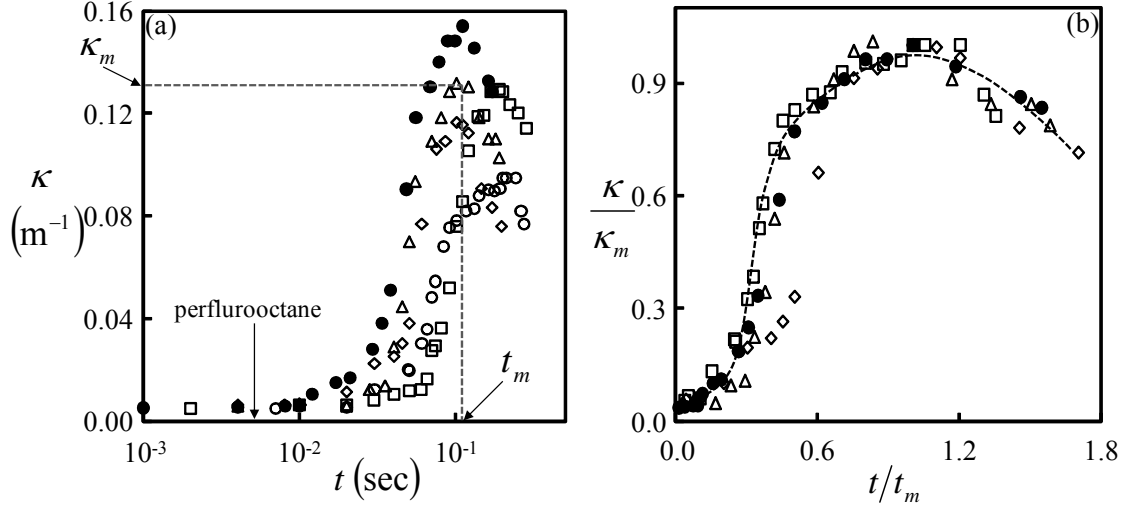 (a)
0.16
κm
0.12
κ
(m⁻¹)
0.08
perflurooctane
0.04
tm
0.00
10⁻³
10⁻²
10⁻¹
t (sec)
(b)
0.9
κ
κm
0.6
0.3
0.0
0.0
0.6
1.2
1.8
t/tm